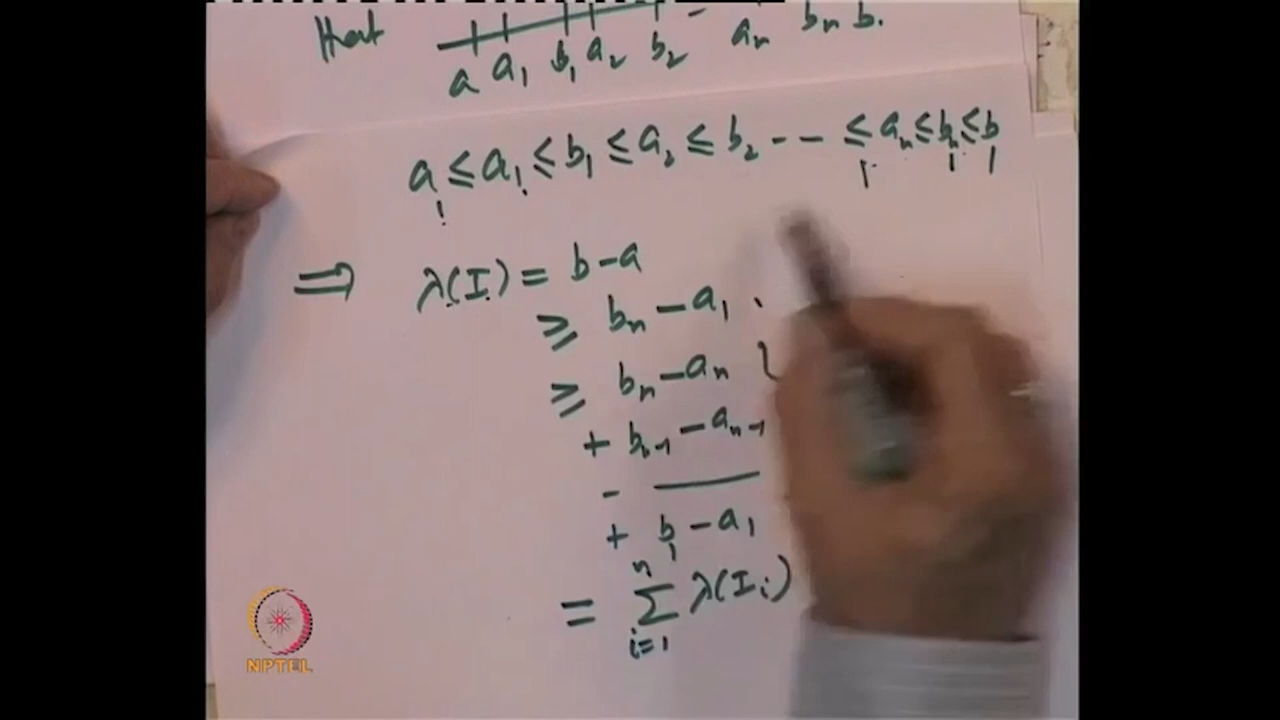 that
a a₁ b₁ a₂ b₂ - aₙ bₙ b.
a ≤ a₁ ≤ b₁ ≤ a₂ ≤ b₂ - - ≤ aₙ ≤ bₙ ≤ b
⇒ λ(I) = b - a
≥ bₙ - a₁
≥ bₙ - aₙ
+ bₙ₋₁ - aₙ₋₁
- —
+ b₁ - a₁
= ∑ᵢ₌₁ⁿ λ(Iᵢ)
NPTEL